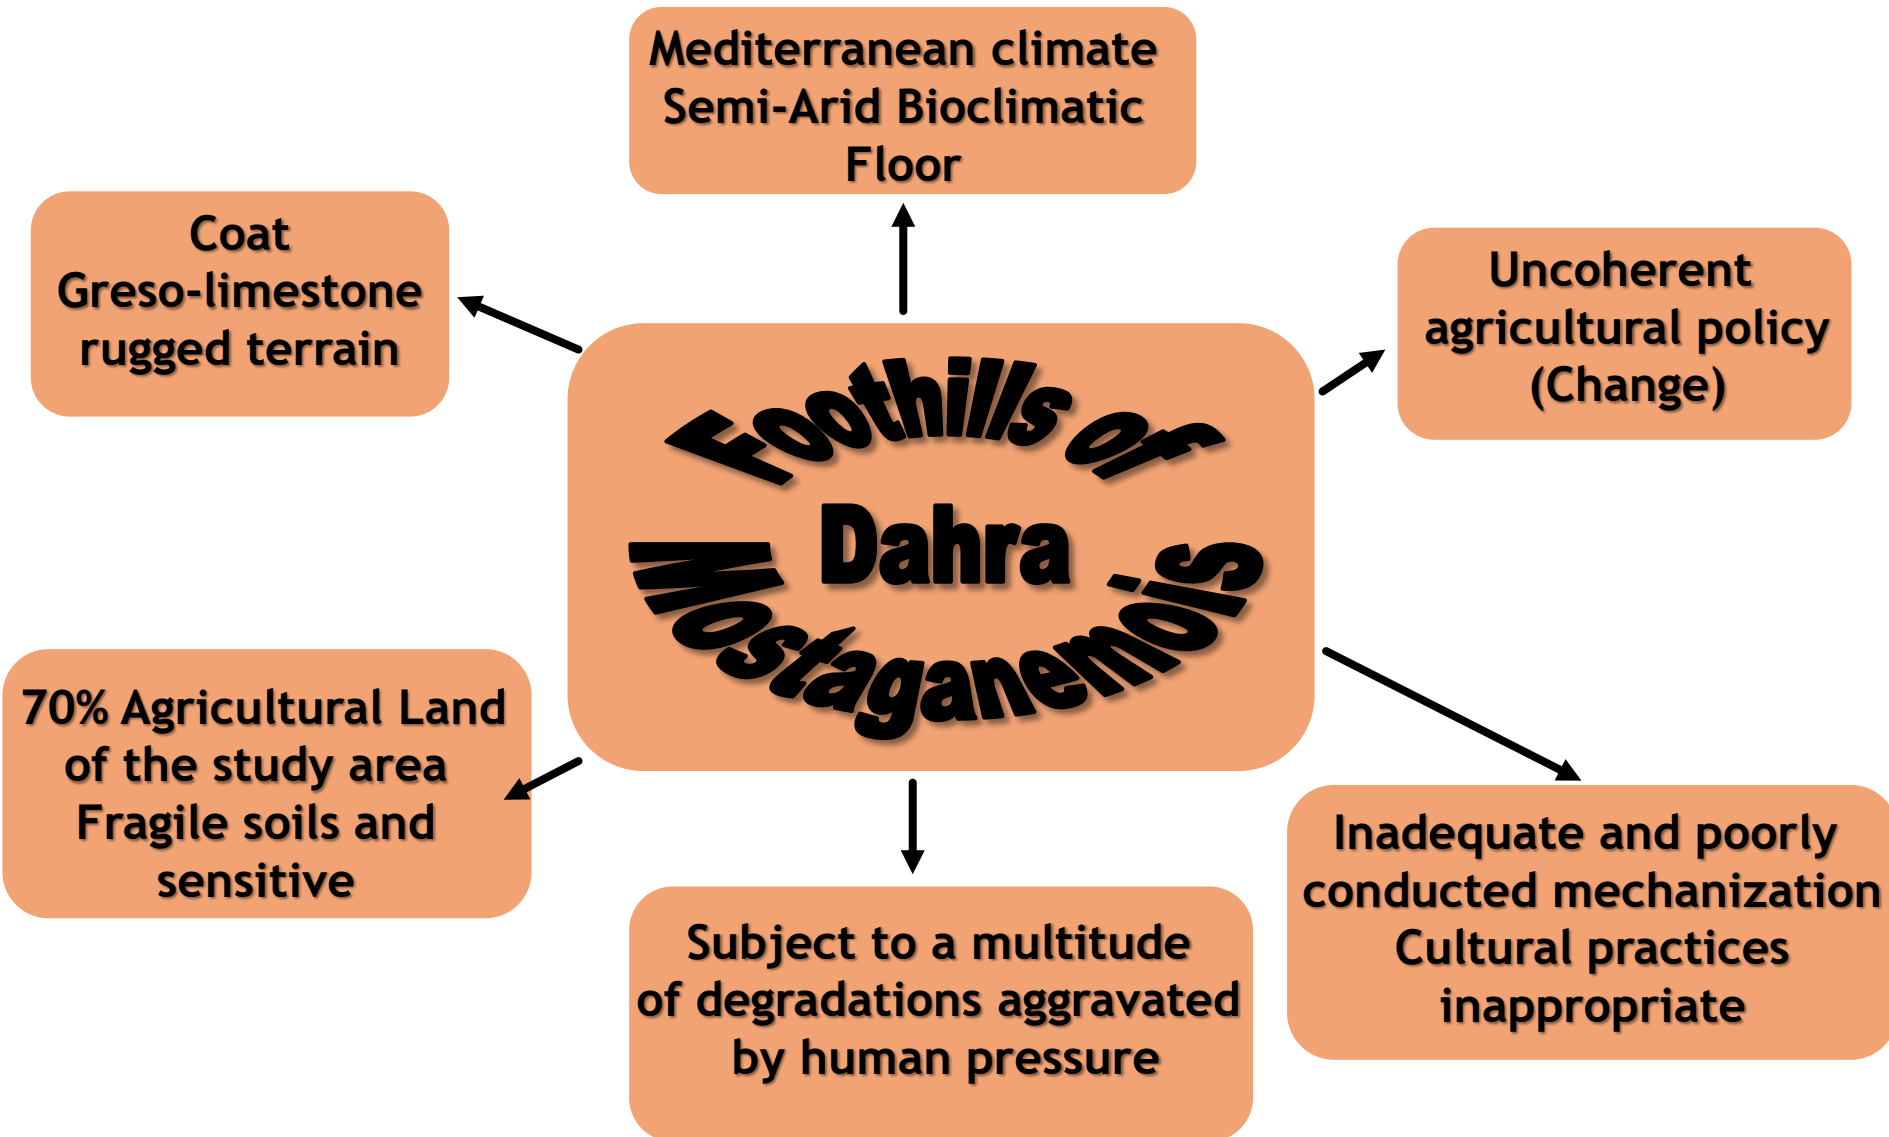 Mediterranean climate
Semi-Arid Bioclimatic
Floor
Coat
Greso-limestone
rugged terrain
Uncoherent
agricultural policy
(Change)
Foothills of
Dahra
Mostaganemois
70% Agricultural Land
of the study area
Fragile soils and
sensitive
Subject to a multitude
of degradations aggravated
by human pressure
Inadequate and poorly
conducted mechanization
Cultural practices
inappropriate